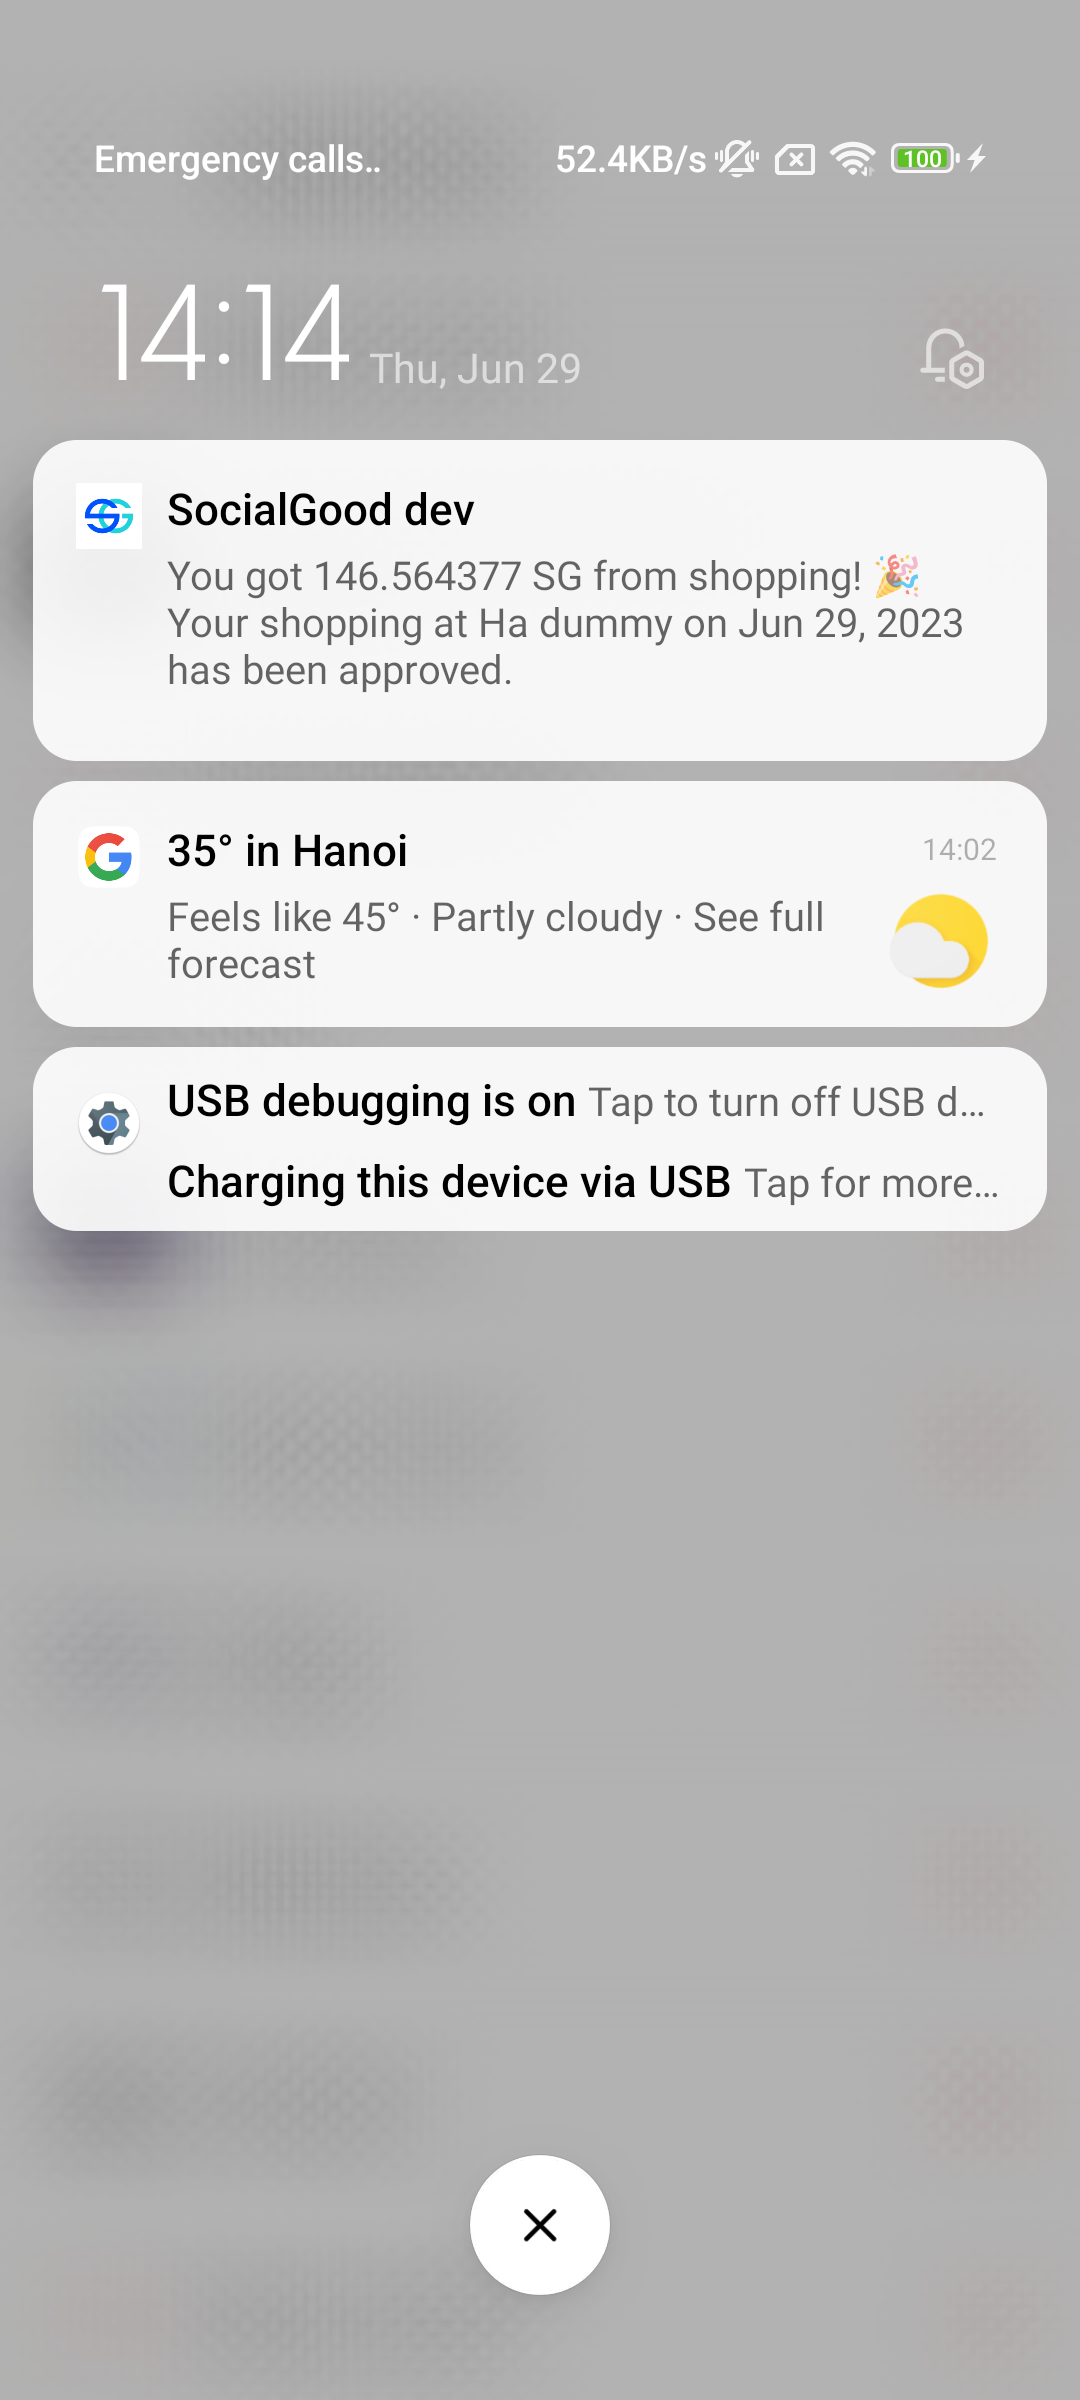 Emergency calls.. 52.4KB/s 100
14:14 Thu, Jun 29
SocialGood dev
You got 146.564377 SG from shopping! 🎉
Your shopping at Ha dummy on Jun 29, 2023
has been approved.
35° in Hanoi 14:02
Feels like 45° · Partly cloudy · See full
forecast
USB debugging is on Tap to turn off USB d...
Charging this device via USB Tap for more...